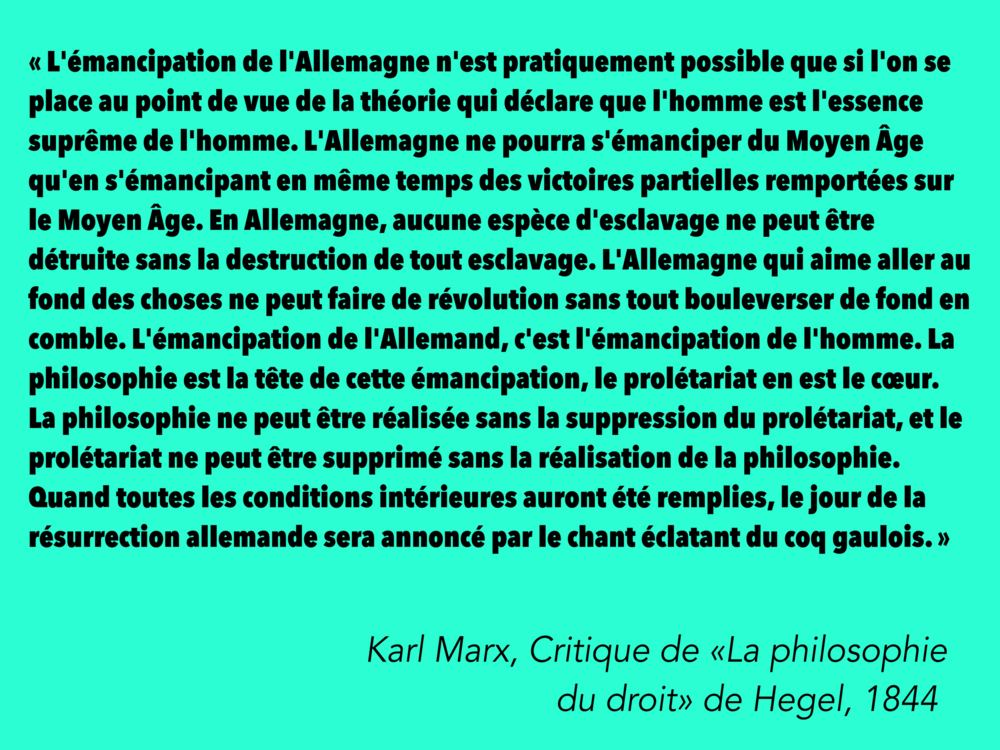 « L'émancipation de l'Allemagne n'est pratiquement possible que si l'on se
place au point de vue de la théorie qui déclare que l'homme est l'essence
suprême de l'homme. L'Allemagne ne pourra s'émanciper du Moyen Âge
qu'en s'émancipant en même temps des victoires partielles remportées sur
le Moyen Âge. En Allemagne, aucune espèce d'esclavage ne peut être
détruite sans la destruction de tout esclavage. L'Allemagne qui aime aller au
fond des choses ne peut faire de révolution sans tout bouleverser de fond en
comble. L'émancipation de l'Allemand, c'est l'émancipation de l'homme. La
philosophie est la tête de cette émancipation, le prolétariat en est le cœur.
La philosophie ne peut être réalisée sans la suppression du prolétariat, et le
prolétariat ne peut être supprimé sans la réalisation de la philosophie.
Quand toutes les conditions intérieures auront été remplies, le jour de la
résurrection allemande sera annoncé par le chant éclatant du coq gaulois. »
Karl Marx, Critique de «La philosophie
du droit» de Hegel, 1844